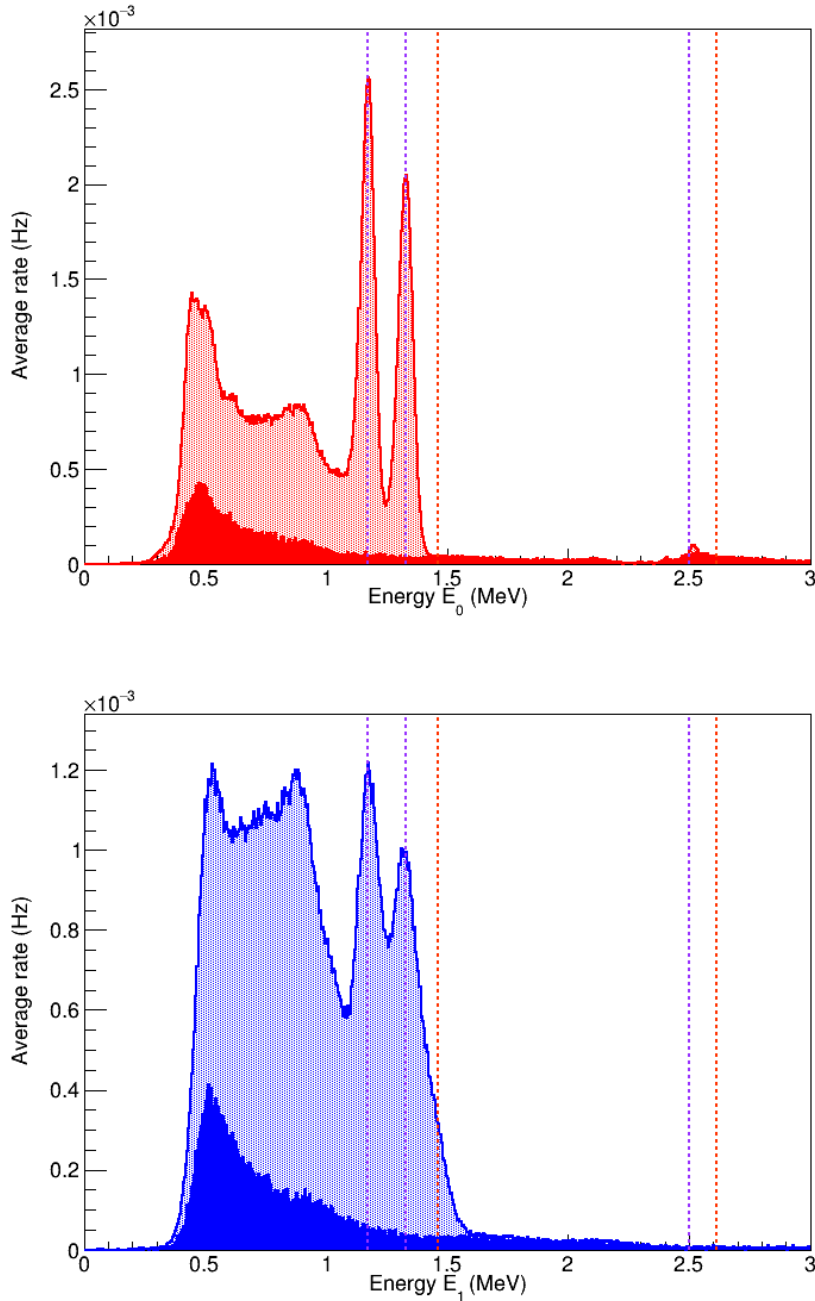 ×10⁻³
2.5
2
1.5
1
0.5
0
Average rate (Hz)
0 0.5 1 1.5 2 2.5 3
Energy E₀ (MeV)
×10⁻³
1.2
1
0.8
0.6
0.4
0.2
0
Average rate (Hz)
0 0.5 1 1.5 2 2.5 3
Energy E₁ (MeV)